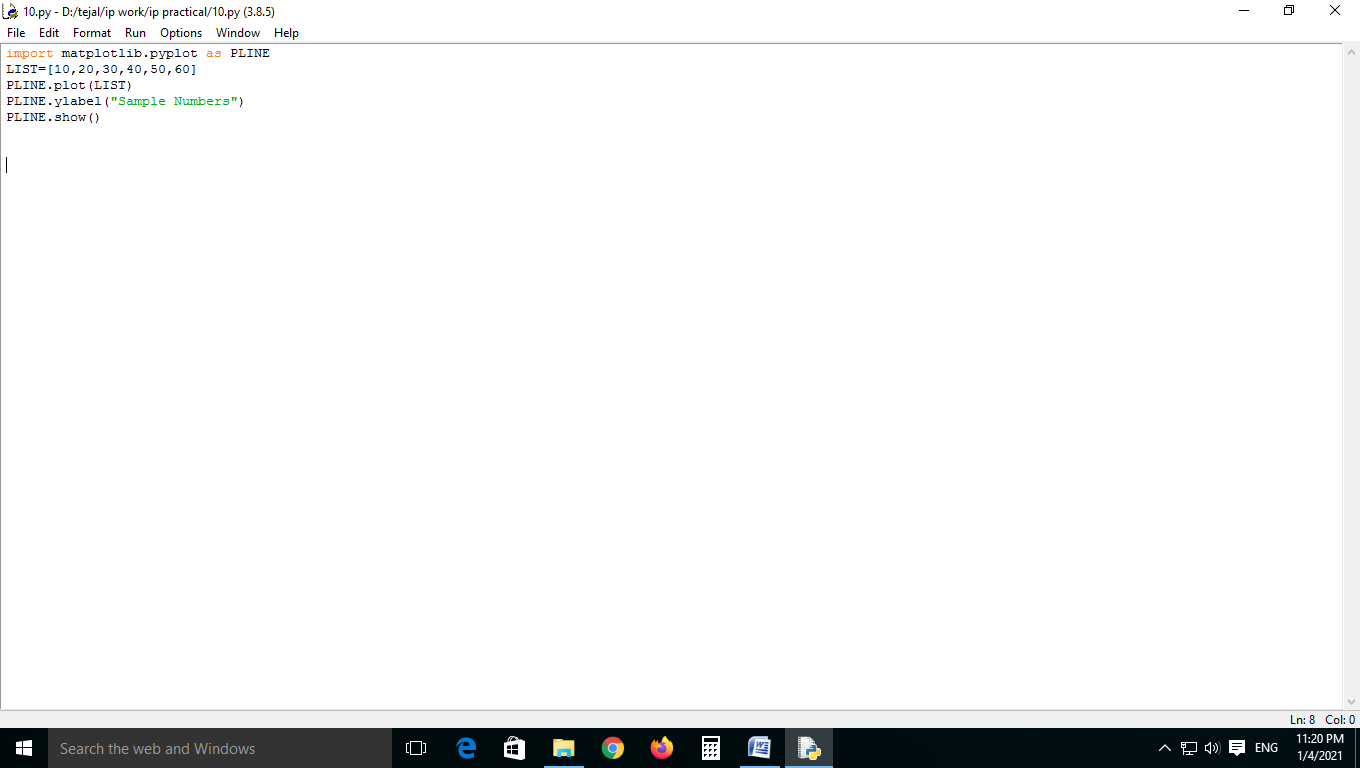 10.py - D:/tejal/ip work/ip practical/10.py (3.8.5)
File Edit Format Run Options Window Help
import matplotlib.pyplot as PLINE
LIST=[10,20,30,40,50,60]
PLINE.plot(LIST)
PLINE.ylabel("Sample Numbers")
PLINE.show()
Ln: 8 Col: 0
Search the web and Windows
ENG
11:20 PM
1/4/2021